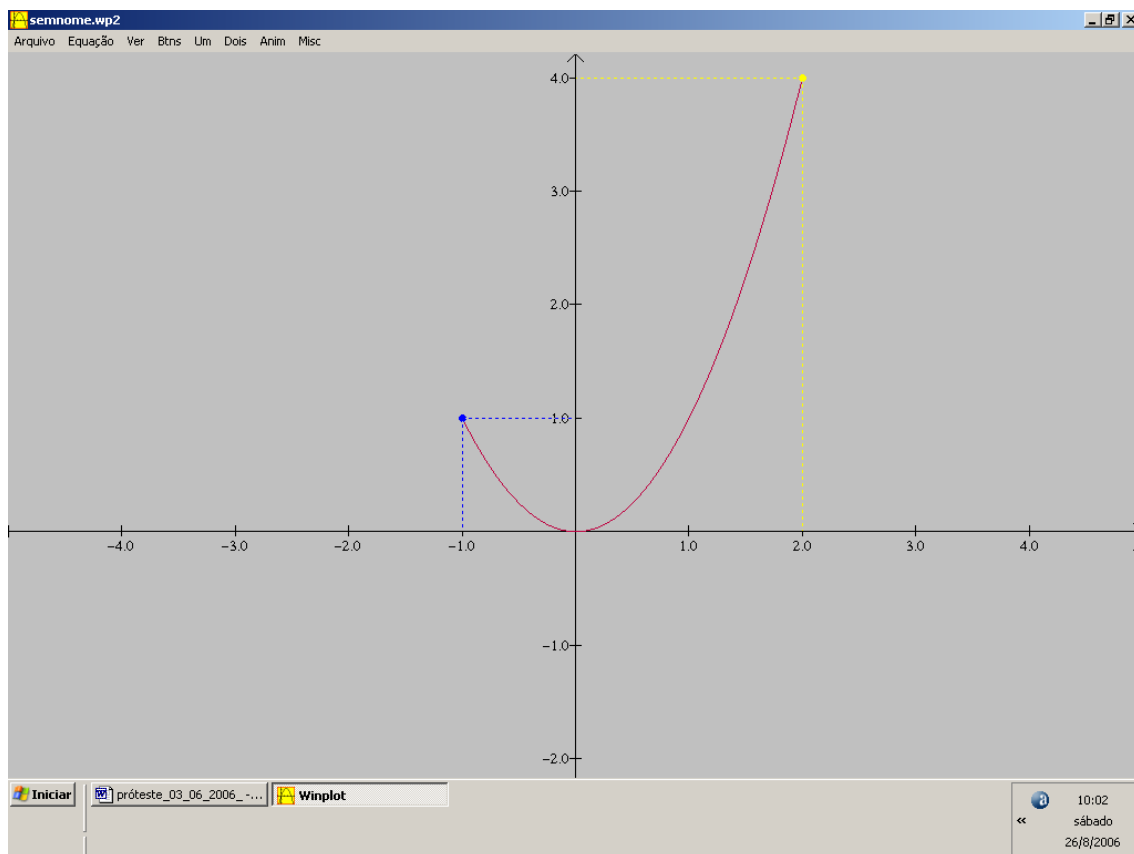 semnome.wp2
Arquivo Equação Ver Btns Um Dois Anim Misc
4.0
3.0
2.0
1.0
−4.0 −3.0 −2.0 −1.0 1.0 2.0 3.0 4.0
−1.0
−2.0
Iniciar próteste_03_06_2006_ -... Winplot
a 10:02
« sábado
26/8/2006